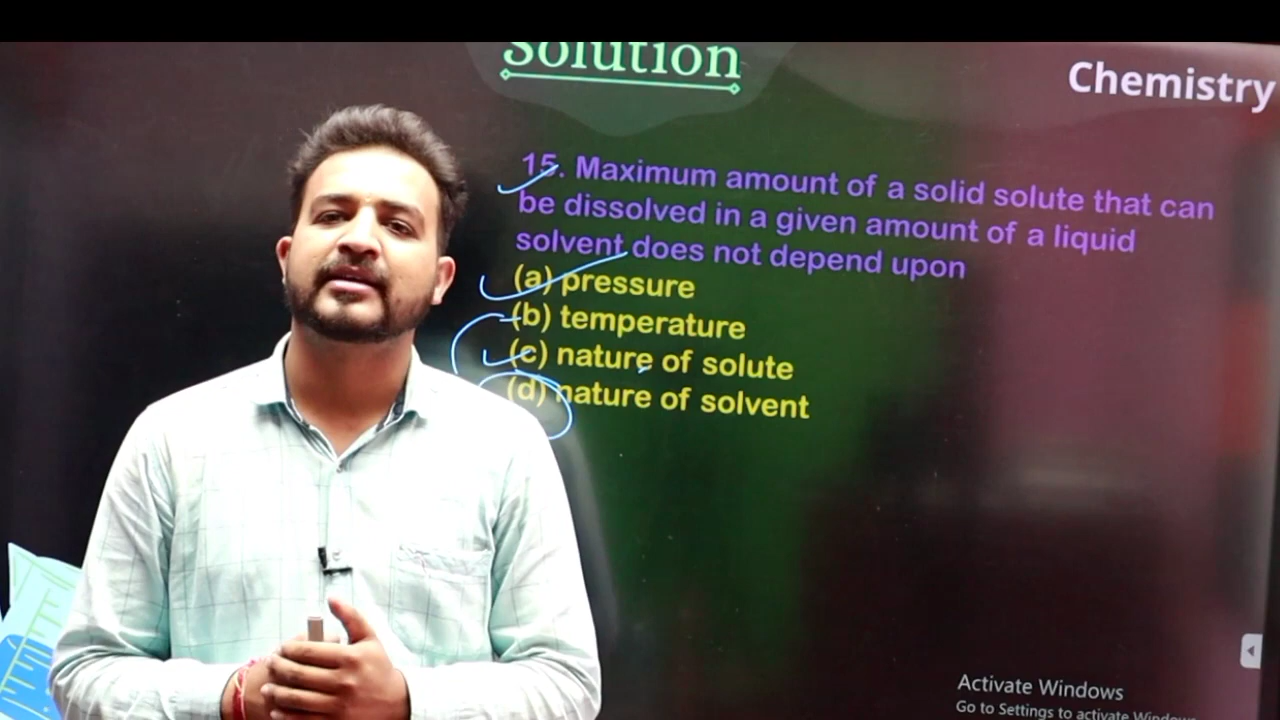 Solution
Chemistry
15. Maximum amount of a solid solute that can
be dissolved in a given amount of a liquid
solvent does not depend upon
(a) pressure
(b) temperature
(c) nature of solute
(d) nature of solvent
Activate Windows
Go to Settings to activate Windows